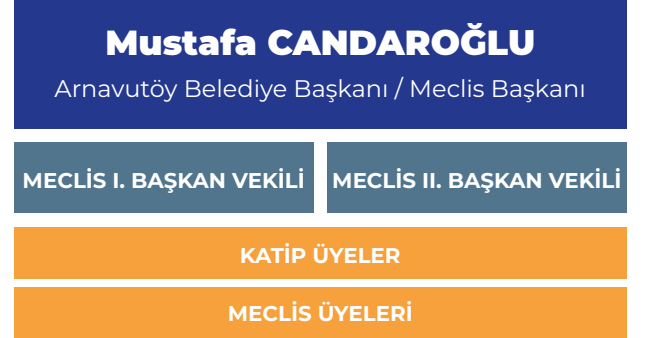 Mustafa CANDAROĞLU
Arnavutöy Belediye Başkanı / Meclis Başkanı
MECLİS I. BAŞKAN VEKİLİ
MECLİS II. BAŞKAN VEKİLİ
KATİP ÜYELER
MECLİS ÜYELERİ